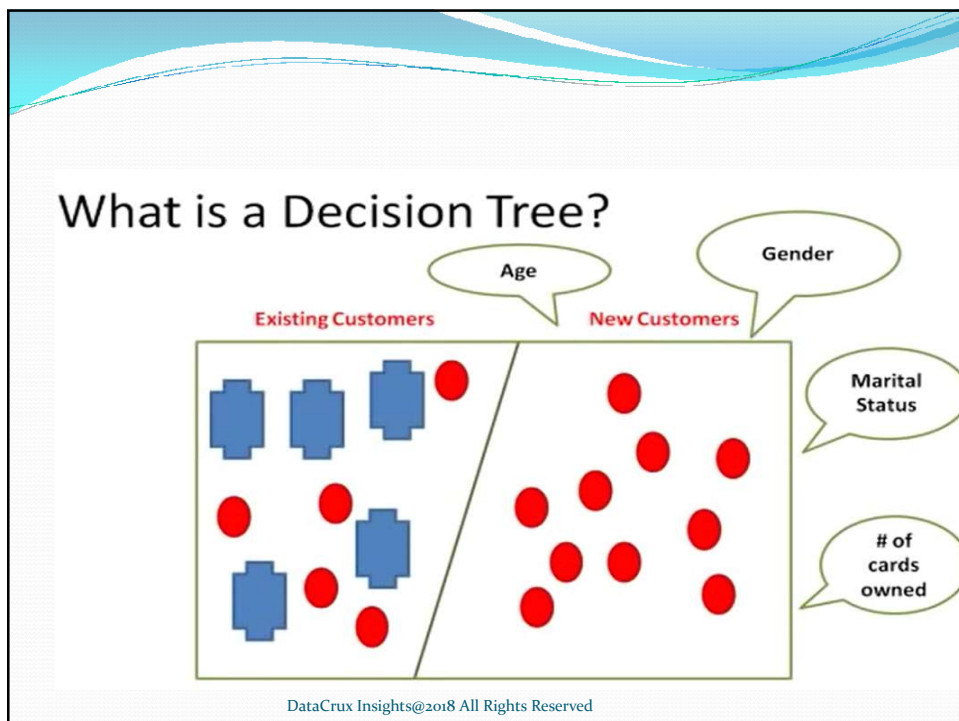 What is a Decision Tree?
Age
Gender
Existing Customers
New Customers
Marital
Status
# of
cards
owned
DataCrux Insights@2018 All Rights Reserved